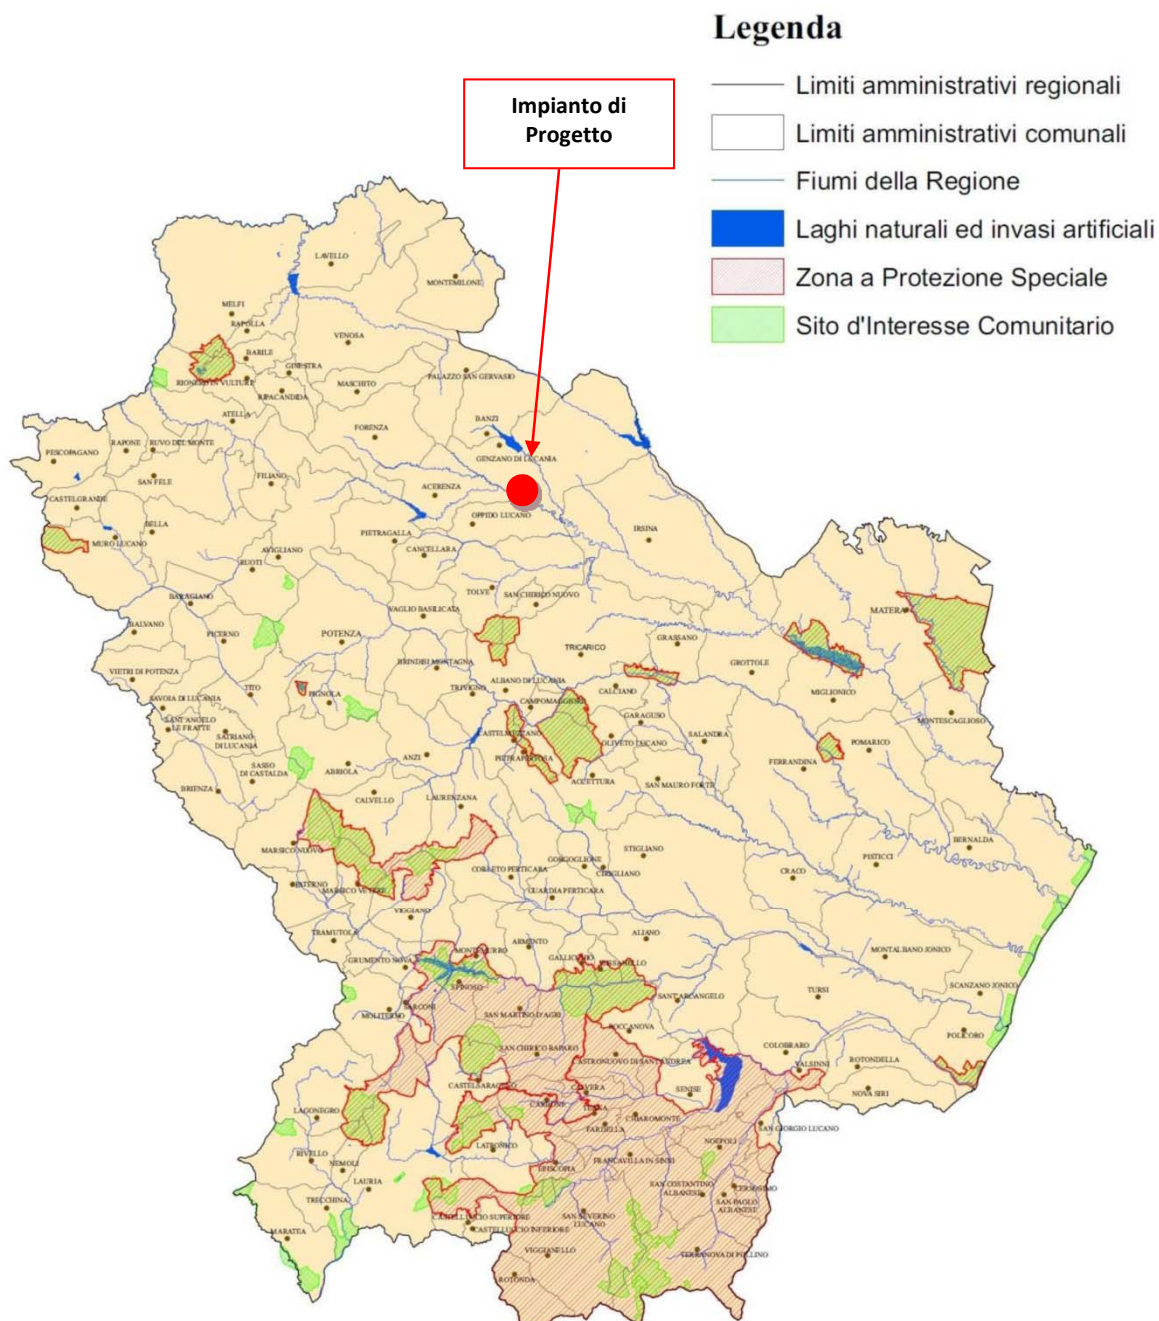 Legenda
Limiti amministrativi regionali
Limiti amministrativi comunali
Fiumi della Regione
Laghi naturali ed invasi artificiali
Zona a Protezione Speciale
Sito d'Interesse Comunitario
Impianto di
Progetto
LAVELLO
MONTEMILONE
MELFI
RAPOLLA
VENOSA
BARILE
GINESTRA
PALAZZO SAN GERVASIO
RIONERO IN VULTURE
MASCHITO
RIPACANDIDA
ATELLA
BANZI
FORENZA
RAPONE
RUVO DEL MONTE
PESCOPAGANO
GENZANO DI LUCANIA
SAN FELE
FILIANO
ACERENZA
CASTELGRANDE
OPPIDO LUCANO
BELLA
IRSINA
MURO LUCANO
PIETRAGALLA
AVIGLIANO
CANCELLARA
RUOTI
TOLVE
SAN CHIRICO NUOVO
BARAGIANO
VAGLIO BASILICATA
MATERA
BALVANO
PICERNO
POTENZA
GRASSANO
TRICARICO
BRINDISI MONTAGNA
GROTTOLE
VIETRI DI POTENZA
TITO
TRIVIGNO
ALBANO DI LUCANIA
CALCIANO
SAVOIA DI LUCANIA
PIGNOLA
CAMPOMAGGIORE
MIGLIONICO
SANT'ANGELO
LE FRATTE
GARAGUSO
MONTESCAGLIOSO
SATRIANO
DI LUCANIA
CASTELMEZZANO
OLIVETO LUCANO
SALANDRA
POMARICO
ANZI
PIETRAPERTOSA
SASSO
DI CASTALDA
ABRIOLA
FERRANDINA
ACCETTURA
SAN MAURO FORTE
BRIENZA
CALVELLO
LAURENZANA
MARSICO NUOVO
STIGLIANO
BERNALDA
GORGOGLIONE
PISTICCI
CIRIGLIANO
CORLETO PERTICARA
CRACO
PATERNO
MARSICO VETERE
GUARDIA PERTICARA
VIGGIANO
TRAMUTOLA
ARMENTO
ALIANO
MONTEMURRO
MONTALBANO JONICO
GRUMENTO NOVA
GALLICCHIO
MISSANELLO
SPINOSO
SCANZANO JONICO
SARCONI
SANT'ARCANGELO
TURSI
MOLITERNO
SAN MARTINO D'AGRI
ROCCANOVA
POLICORO
SAN CHIRICO RAPARO
COLOBRARO
CASTRONUOVO DI SANT'ANDREA
ROTONDELLA
VALSINNI
CASTELSARACENO
CALVERA
SENISE
NOVA SIRI
CARBONE
TEANA
LAGONEGRO
FARDELLA
CHIAROMONTE
SAN GIORGIO LUCANO
LATRONICO
NOEPOLI
RIVELLO
NEMOLI
EPISCOPIA
FRANCAVILLA IN SINNI
LAURIA
SAN COSTANTINO
ALBANESE
CERSOSIMO
TRECCHINA
SAN PAOLO
ALBANESE
SAN SEVERINO
LUCANO
CASTELLUCCIO SUPERIORE
CASTELLUCCIO INFERIORE
MARATEA
VIGGIANELLO
TERRANOVA DI POLLINO
ROTONDA